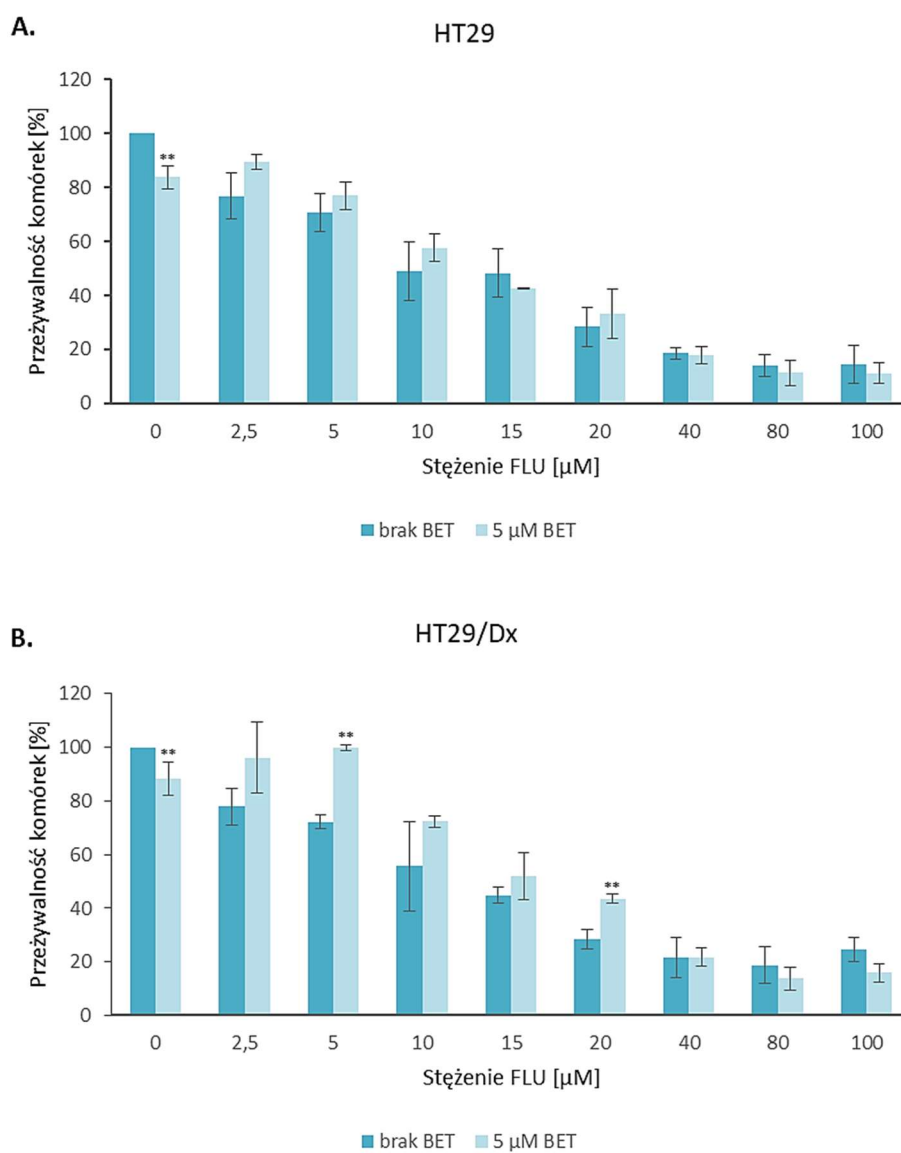 A.
HT29
Przeżywalność komórek [%]
120
100
80
60
40
20
0
**
0 2,5 5 10 15 20 40 80 100
Stężenie FLU [µM]
brak BET 5 µM BET
B.
HT29/Dx
Przeżywalność komórek [%]
120
100
80
60
40
20
0
** ** **
0 2,5 5 10 15 20 40 80 100
Stężenie FLU [µM]
brak BET 5 µM BET